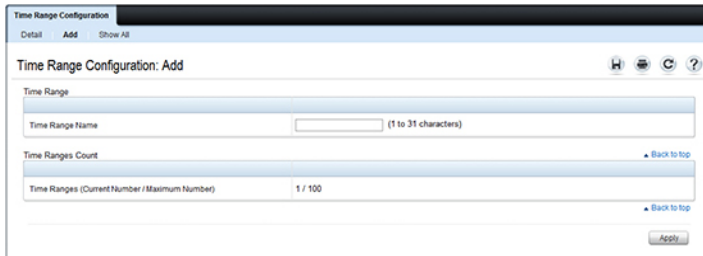 Time Range Configuration
Detail Add Show All
Time Range Configuration: Add
Time Range
Time Range Name (1 to 31 characters)
Time Ranges Count ▲ Back to top
Time Ranges (Current Number / Maximum Number) 1 / 100
▲ Back to top
Apply